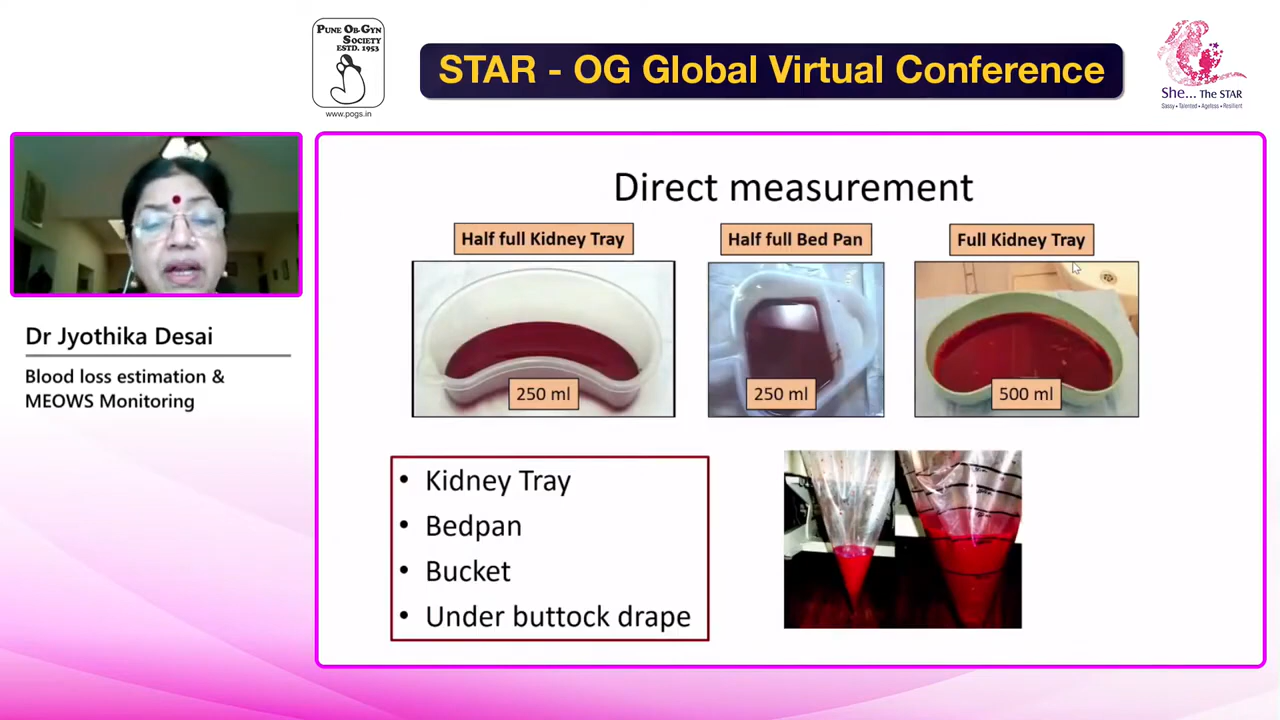 PUNE OB-GYN
SOCIETY
ESTD. 1953
www.pogs.in
STAR - OG Global Virtual Conference
She... The STAR
Sassy • Talented • Ageless • Resilient
Dr Jyothika Desai
Blood loss estimation &
MEOWS Monitoring
Direct measurement
Half full Kidney Tray
Half full Bed Pan
Full Kidney Tray
250 ml
250 ml
500 ml
• Kidney Tray
• Bedpan
• Bucket
• Under buttock drape